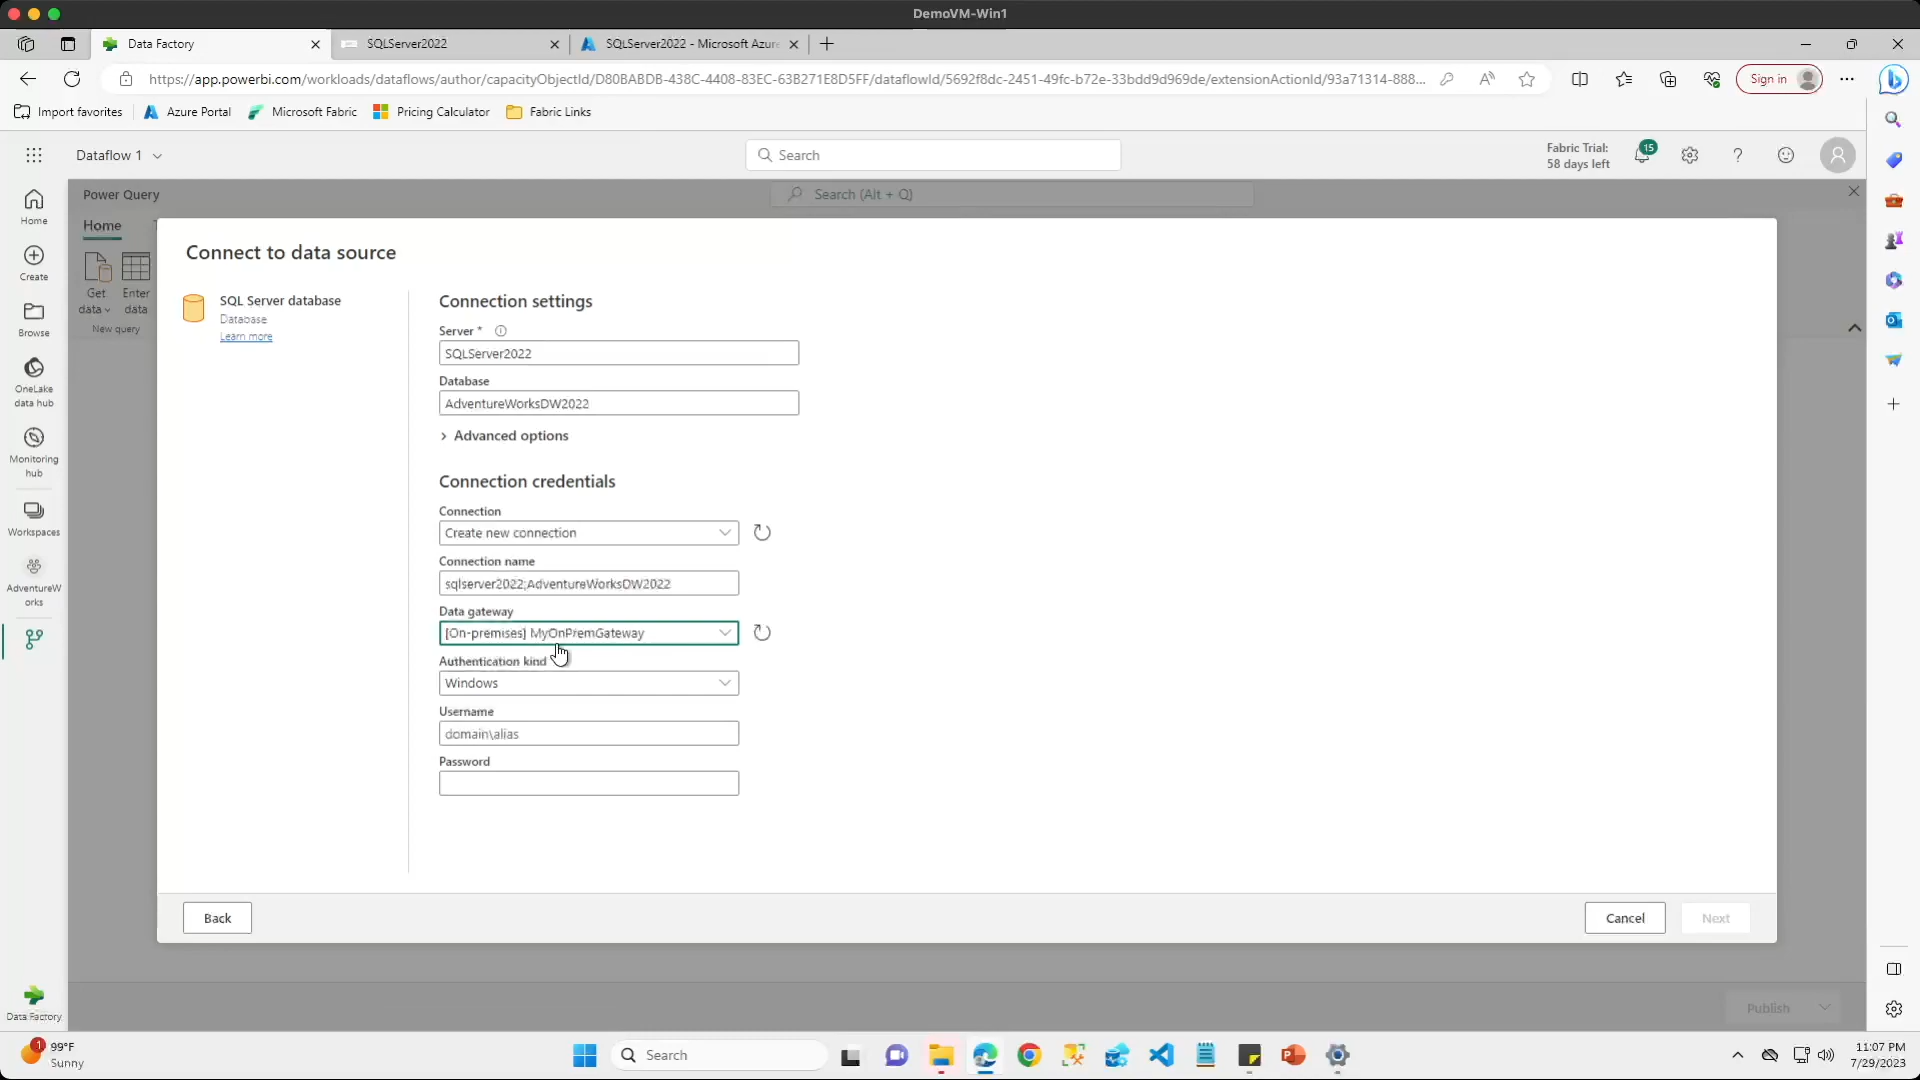 DemoVM-Win1
Data Factory
SQLServer2022
SQLServer2022 - Microsoft Azure
https://app.powerbi.com/workloads/dataflows/author/capacityObjectId/D80BABDB-438C-4408-83EC-63B271E8D5FF/dataflowId/5692f8dc-2451-49fc-b72e-33bdd9d969de/extensionActionId/93a71314-888...
Sign in
Import favorites
Azure Portal
Microsoft Fabric
Pricing Calculator
Fabric Links
Dataflow 1
Search
Fabric Trial:
58 days left
15
Power Query
Search (Alt + Q)
Home
Home
Create
Browse
OneLake
data hub
Monitoring
hub
Workspaces
AdventureW
orks
Data Factory
Get
data
Enter
data
New query
Connect to data source
SQL Server database
Database
Learn more
Connection settings
Server *
SQLServer2022
Database
AdventureWorksDW2022
Advanced options
Connection credentials
Connection
Create new connection
Connection name
sqlserver2022;AdventureWorksDW2022
Data gateway
[On-premises] MyOnPremGateway
Authentication kind
Windows
Username
domain\alias
Password
Back
Cancel
Next
Publish
1
99°F
Sunny
Search
11:07 PM
7/29/2023